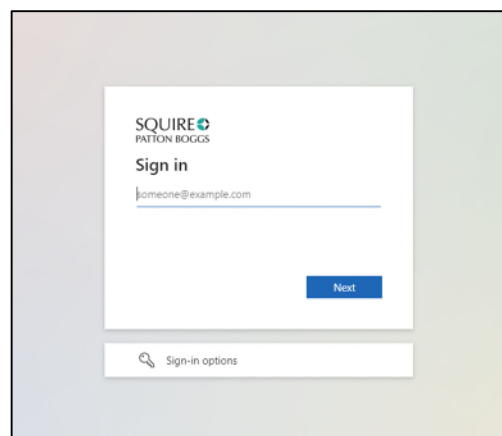 SQUIRE
PATTON BOGGS
Sign in
someone@example.com
Next
Sign-in options